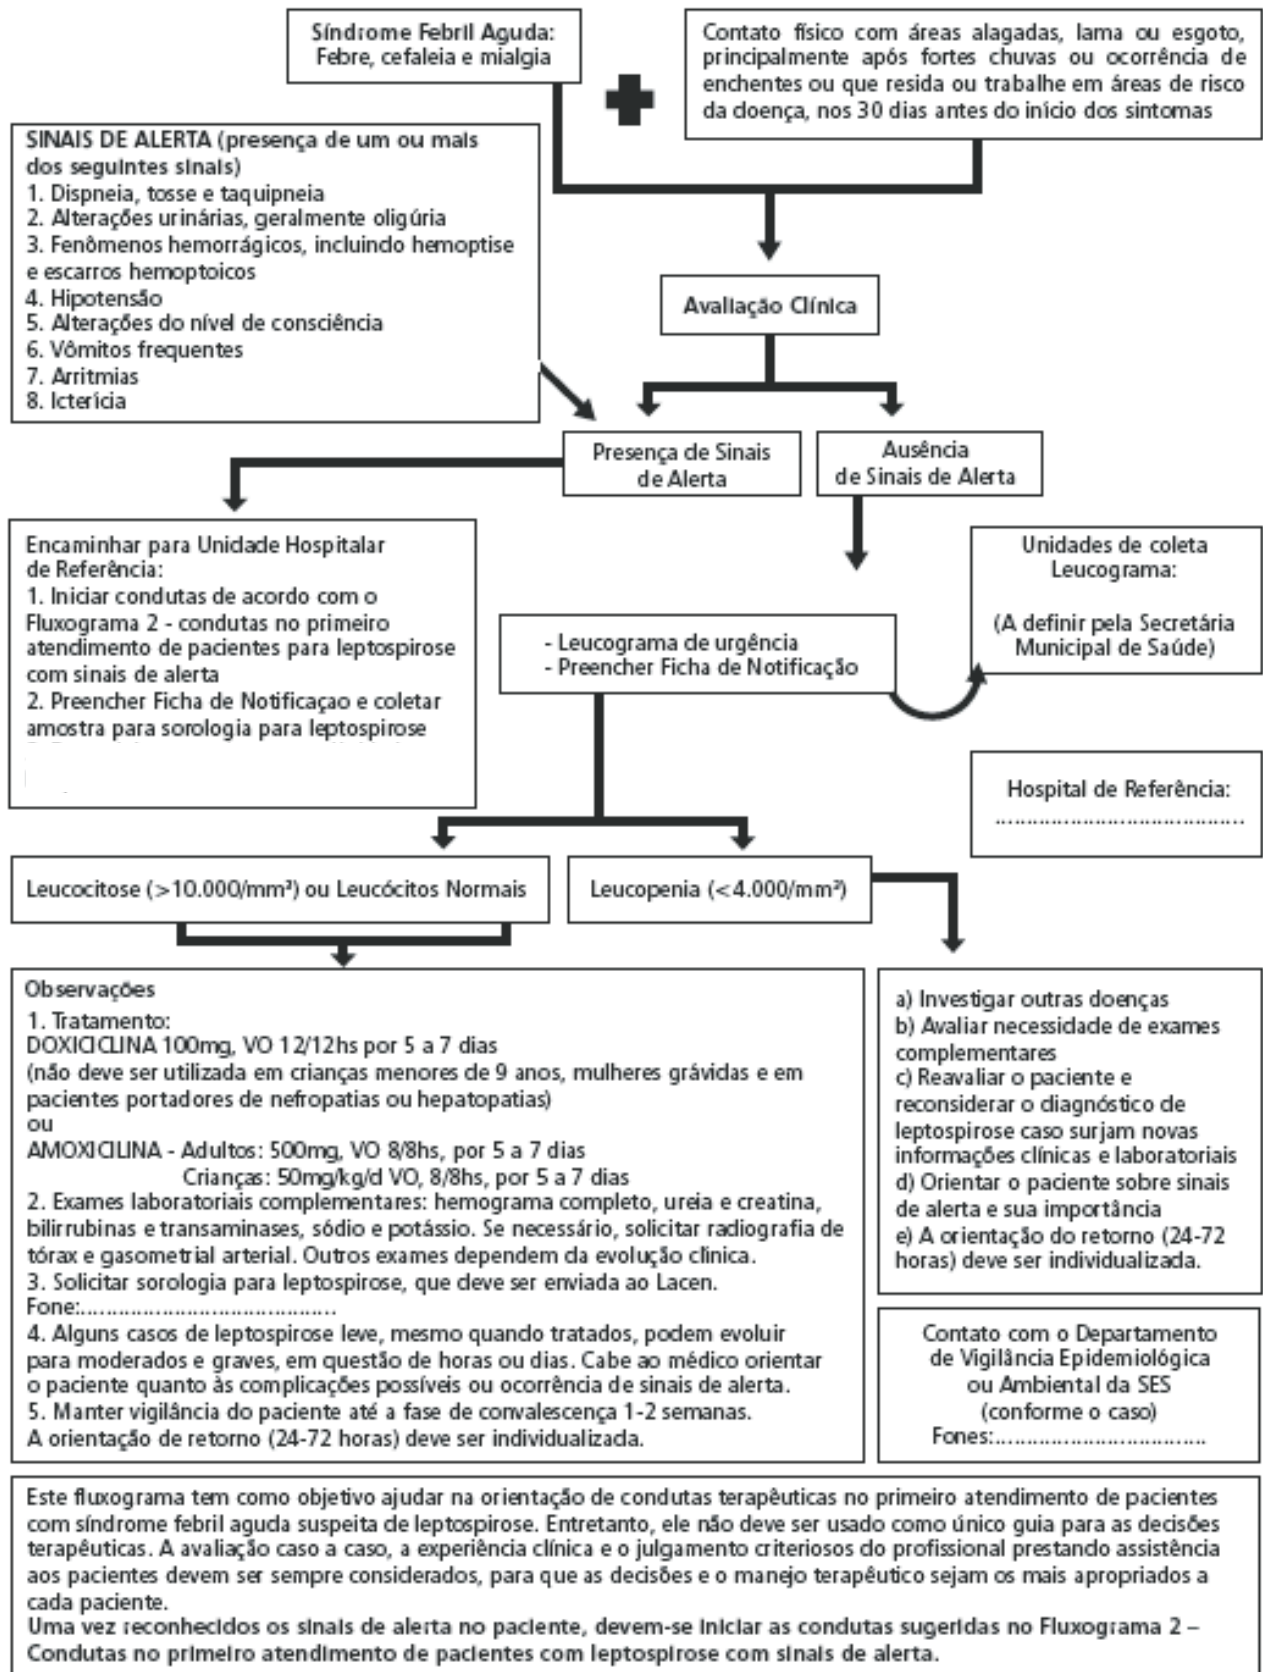 Síndrome Febril Aguda:
Febre, cefaleia e mialgia
Contato físico com áreas alagadas, lama ou esgoto,
principalmente após fortes chuvas ou ocorrência de
enchentes ou que resida ou trabalhe em áreas de risco
da doença, nos 30 dias antes do início dos sintomas
SINAIS DE ALERTA (presença de um ou mais
dos seguintes sinais)
1. Dispneia, tosse e taquipneia
2. Alterações urinárias, geralmente oligúria
3. Fenômenos hemorrágicos, incluindo hemoptise
e escarros hemoptoicos
4. Hipotensão
5. Alterações do nível de consciência
6. Vômitos frequentes
7. Arritmias
8. Icterícia
Avaliação Clínica
Presença de Sinais
de Alerta
Ausência
de Sinais de Alerta
Encaminhar para Unidade Hospitalar
de Referência:
1. Iniciar condutas de acordo com o
Fluxograma 2 - condutas no primeiro
atendimento de pacientes para leptospirose
com sinais de alerta
2. Preencher Ficha de Notificaçao e coletar
amostra para sorologia para leptospirose
- Leucograma de urgência
- Preencher Ficha de Notificação
Unidades de coleta
Leucograma:
(A definir pela Secretária
Municipal de Saúde)
Hospital de Referência:
........................................
Leucocitose (>10.000/mm³) ou Leucócitos Normais
Leucopenia (<4.000/mm³)
Observações
1. Tratamento:
DOXICICLINA 100mg, VO 12/12hs por 5 a 7 dias
(não deve ser utilizada em crianças menores de 9 anos, mulheres grávidas e em
pacientes portadores de nefropatias ou hepatopatias)
ou
AMOXICILINA - Adultos: 500mg, VO 8/8hs, por 5 a 7 dias
Crianças: 50mg/kg/d VO, 8/8hs, por 5 a 7 dias
2. Exames laboratoriais complementares: hemograma completo, ureia e creatina,
bilirrubinas e transaminases, sódio e potássio. Se necessário, solicitar radiografia de
tórax e gasometrial arterial. Outros exames dependem da evolução clínica.
3. Solicitar sorologia para leptospirose, que deve ser enviada ao Lacen.
Fone:........................................
4. Alguns casos de leptospirose leve, mesmo quando tratados, podem evoluir
para moderados e graves, em questão de horas ou dias. Cabe ao médico orientar
o paciente quanto às complicações possíveis ou ocorrência de sinais de alerta.
5. Manter vigilância do paciente até a fase de convalescença 1-2 semanas.
A orientação de retorno (24-72 horas) deve ser individualizada.
a) Investigar outras doenças
b) Avaliar necessidade de exames
complementares
c) Reavaliar o paciente e
reconsiderar o diagnóstico de
leptospirose caso surjam novas
informações clínicas e laboratoriais
d) Orientar o paciente sobre sinais
de alerta e sua importância
e) A orientação do retorno (24-72
horas) deve ser individualizada.
Contato com o Departamento
de Vigilância Epidemiológica
ou Ambiental da SES
(conforme o caso)
Fones:..................................
Este fluxograma tem como objetivo ajudar na orientação de condutas terapêuticas no primeiro atendimento de pacientes
com síndrome febril aguda suspeita de leptospirose. Entretanto, ele não deve ser usado como único guia para as decisões
terapêuticas. A avaliação caso a caso, a experiência clínica e o julgamento criteriosos do profissional prestando assistência
aos pacientes devem ser sempre considerados, para que as decisões e o manejo terapêutico sejam os mais apropriados a
cada paciente.
Uma vez reconhecidos os sinais de alerta no paciente, devem-se iniciar as condutas sugeridas no Fluxograma 2 –
Condutas no primeiro atendimento de pacientes com leptospirose com sinais de alerta.